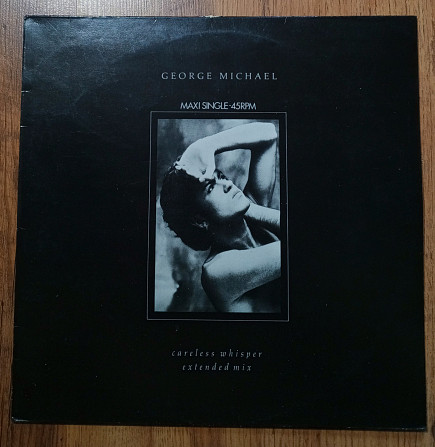 GEORGE MICHAEL
MAXI SINGLE·45RPM
careless whisper
extended mix